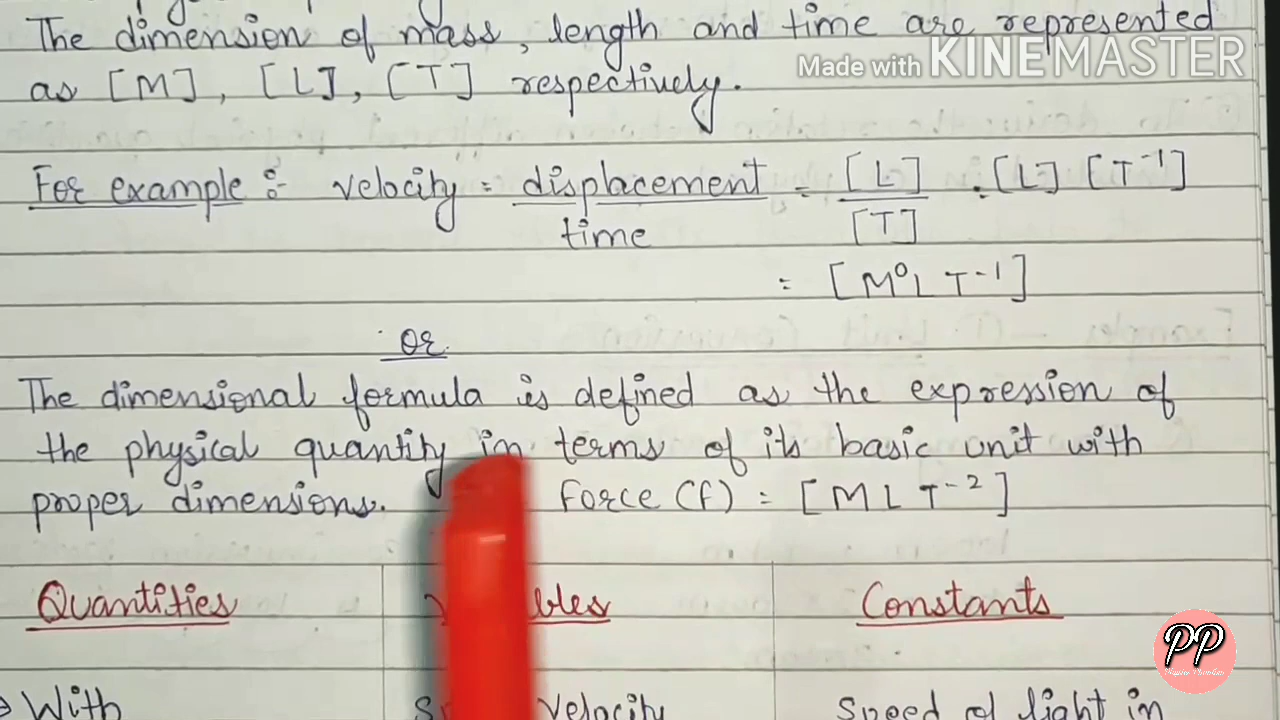 The dimension of mass, length and time are represented
Made with KINEMASTER
as [M], [L], [T] respectively.
For example :- velocity = displacement / time = [L] / [T] = [L] [T⁻¹]
= [M⁰L T⁻¹]
Or
The dimensional formula is defined as the expression of
the physical quantity in terms of its basic unit with
proper dimensions. Force (f) = [M L T⁻²]
Quantities Constants
PP
→ With Velocity Speed of light in